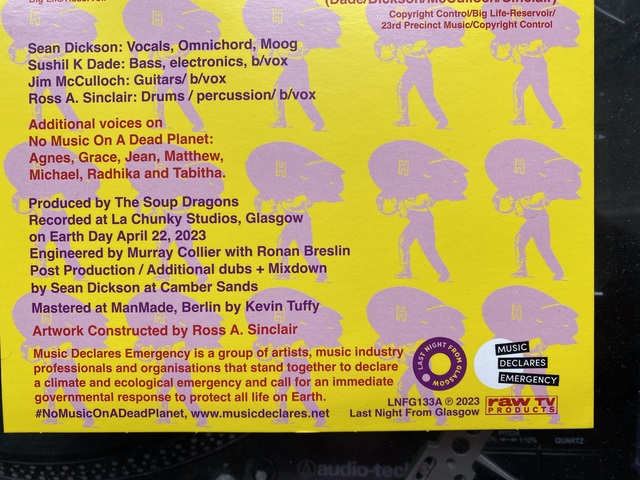 (Dade/Dickson/McCulloch/Sinclair)
Copyright Control/Big Life-Reservoir/
23rd Precinct Music/Copyright Control
Sean Dickson: Vocals, Omnichord, Moog
Sushil K Dade: Bass, electronics, b/vox
Jim McCulloch: Guitars/ b/vox
Ross A. Sinclair: Drums / percussion/ b/vox
Additional voices on
No Music On A Dead Planet:
Agnes, Grace, Jean, Matthew,
Michael, Radhika and Tabitha.
Produced by The Soup Dragons
Recorded at La Chunky Studios, Glasgow
on Earth Day April 22, 2023
Engineered by Murray Collier with Ronan Breslin
Post Production / Additional dubs + Mixdown
by Sean Dickson at Camber Sands
Mastered at ManMade, Berlin by Kevin Tuffy
Artwork Constructed by Ross A. Sinclair
Music Declares Emergency is a group of artists, music industry
professionals and organisations that stand together to declare
a climate and ecological emergency and call for an immediate
governmental response to protect all life on Earth.
#NoMusicOnADeadPlanet, www.musicdeclares.net
LAST NIGHT FROM GLASGOW
MUSIC
DECLARES
EMERGENCY
LNFG133A ℗ 2023
Last Night From Glasgow
raw TV
PRODUCTS
QUARTZ
audio-tec